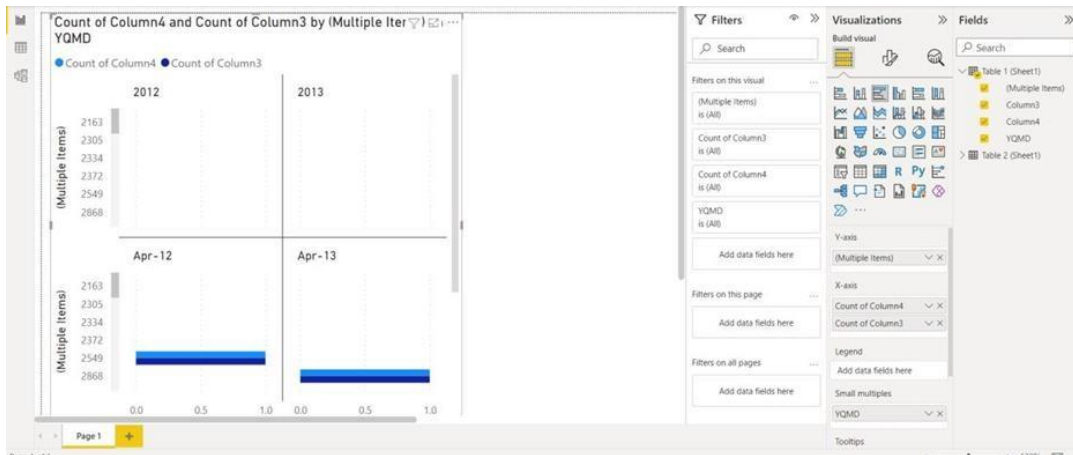 Count of Column4 and Count of Column3 by (Multiple Iter
YQMD
Count of Column4 Count of Column3
2012 2013
(Multiple Items)
2163
2305
2334
2372
2549
2868
Apr-12 Apr-13
(Multiple Items)
2163
2305
2334
2372
2549
2868
0.0 0.5 1.0 0.0 0.5 1.0
Page 1
Filters
Search
Filters on this visual
(Multiple Items)
is (All)
Count of Column3
is (All)
Count of Column4
is (All)
YQMD
is (All)
Add data fields here
Filters on this page
Add data fields here
Filters on all pages
Add data fields here
Visualizations
Build visual
R Py
Y-axis
(Multiple Items)
X-axis
Count of Column4
Count of Column3
Legend
Add data fields here
Small multiples
YQMD
Tooltips
Fields
Search
Table 1 (Sheet1)
(Multiple Items)
Column3
Column4
YQMD
Table 2 (Sheet1)